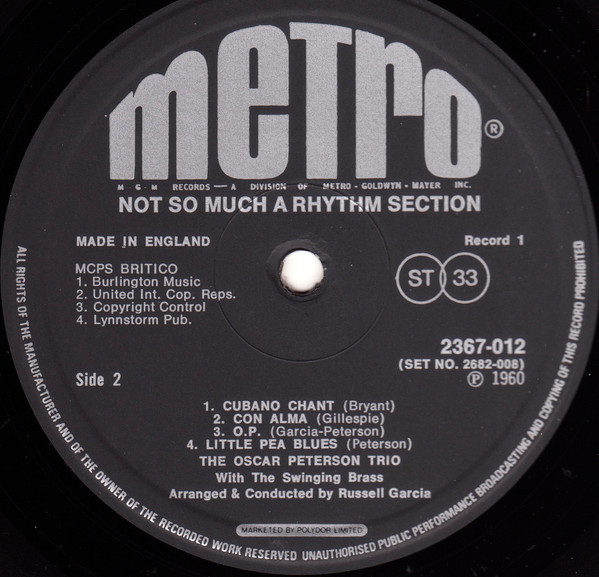 metro®
M-G-M RECORDS — A DIVISION OF METRO-GOLDWYN-MAYER INC.
NOT SO MUCH A RHYTHM SECTION
MADE IN ENGLAND
Record 1
MCPS BRITICO
1. Burlington Music
2. United Int. Cop. Reps.
3. Copyright Control
4. Lynnstorm Pub.
ST 33
2367-012
(SET NO. 2682-008)
Ⓟ 1960
Side 2
1. CUBANO CHANT (Bryant)
2. CON ALMA (Gillespie)
3. O.P. (Garcia-Peterson)
4. LITTLE PEA BLUES (Peterson)
THE OSCAR PETERSON TRIO
With The Swinging Brass
Arranged & Conducted by Russell Garcia
MARKETED BY POLYDOR LIMITED
ALL RIGHTS OF THE MANUFACTURER AND OF THE OWNER OF THE RECORDED WORK RESERVED UNAUTHORISED PUBLIC PERFORMANCE BROADCASTING AND COPYING OF THIS RECORD PROHIBITED